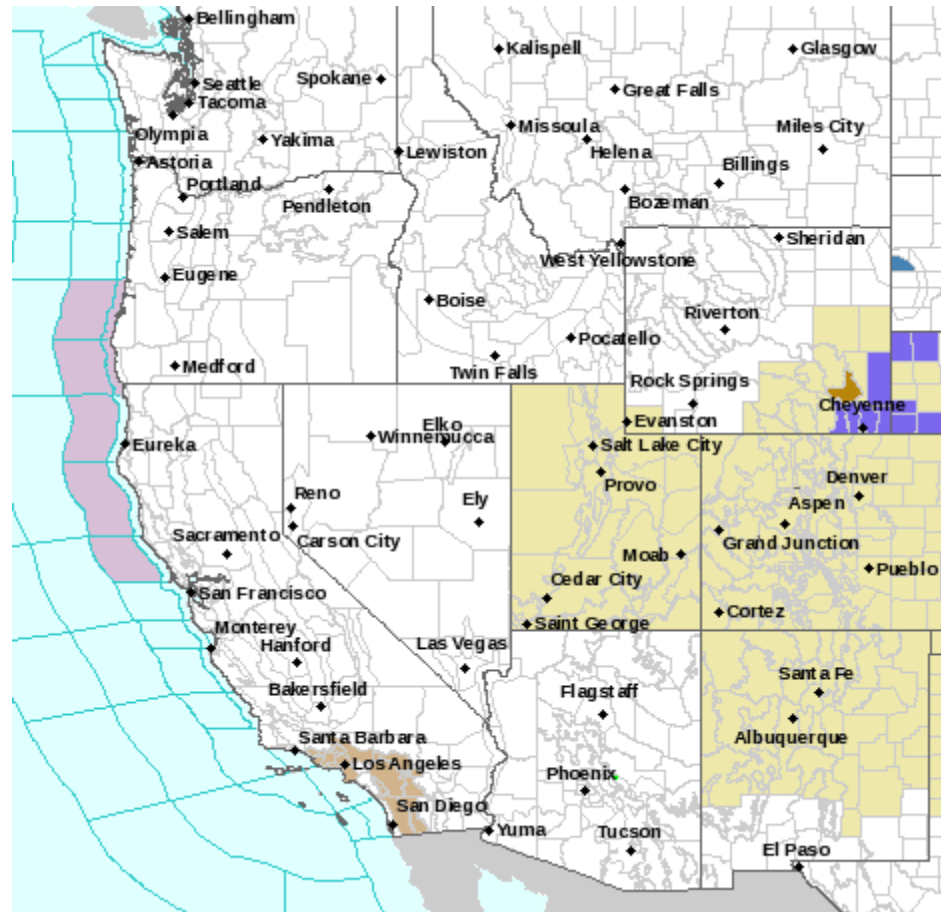 Bellingham
Kalispell
Glasgow
Spokane
Seattle
Great Falls
Tacoma
Olympia
Missoula
Miles City
Yakima
Helena
Astoria
Lewiston
Billings
Portland
Pendleton
Bozeman
Salem
Sheridan
West Yellowstone
Eugene
Boise
Riverton
Pocatello
Medford
Twin Falls
Rock Springs
Cheyenne
Elko
Evanston
Winnemucca
Eureka
Salt Lake City
Provo
Denver
Reno
Ely
Aspen
Sacramento
Carson City
Grand Junction
Moab
Pueblo
Cedar City
San Francisco
Cortez
Saint George
Monterey
Hanford
Las Vegas
Santa Fe
Bakersfield
Flagstaff
Santa Barbara
Albuquerque
Los Angeles
Phoenix
San Diego
Yuma
Tucson
El Paso